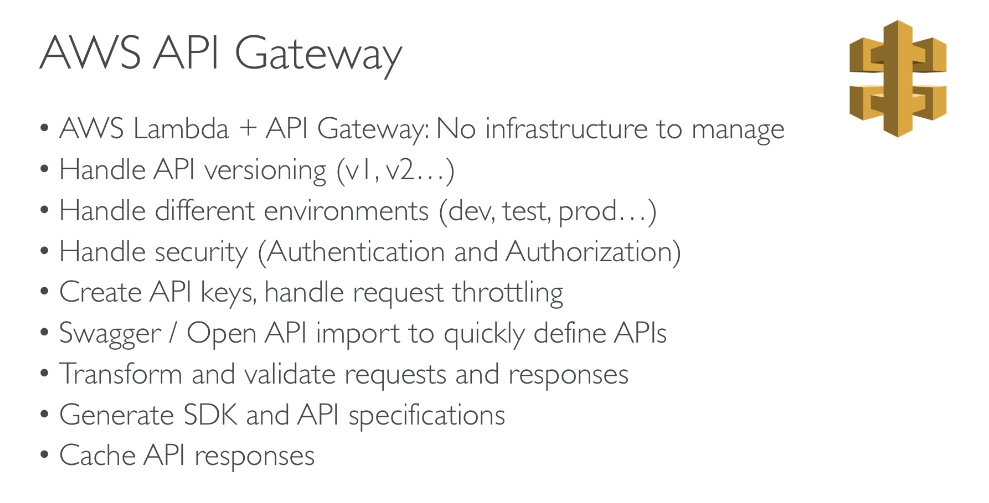 AWS API Gateway
• AWS Lambda + API Gateway: No infrastructure to manage
• Handle API versioning (v1, v2…)
• Handle different environments (dev, test, prod…)
• Handle security (Authentication and Authorization)
• Create API keys, handle request throttling
• Swagger / Open API import to quickly define APIs
• Transform and validate requests and responses
• Generate SDK and API specifications
• Cache API responses